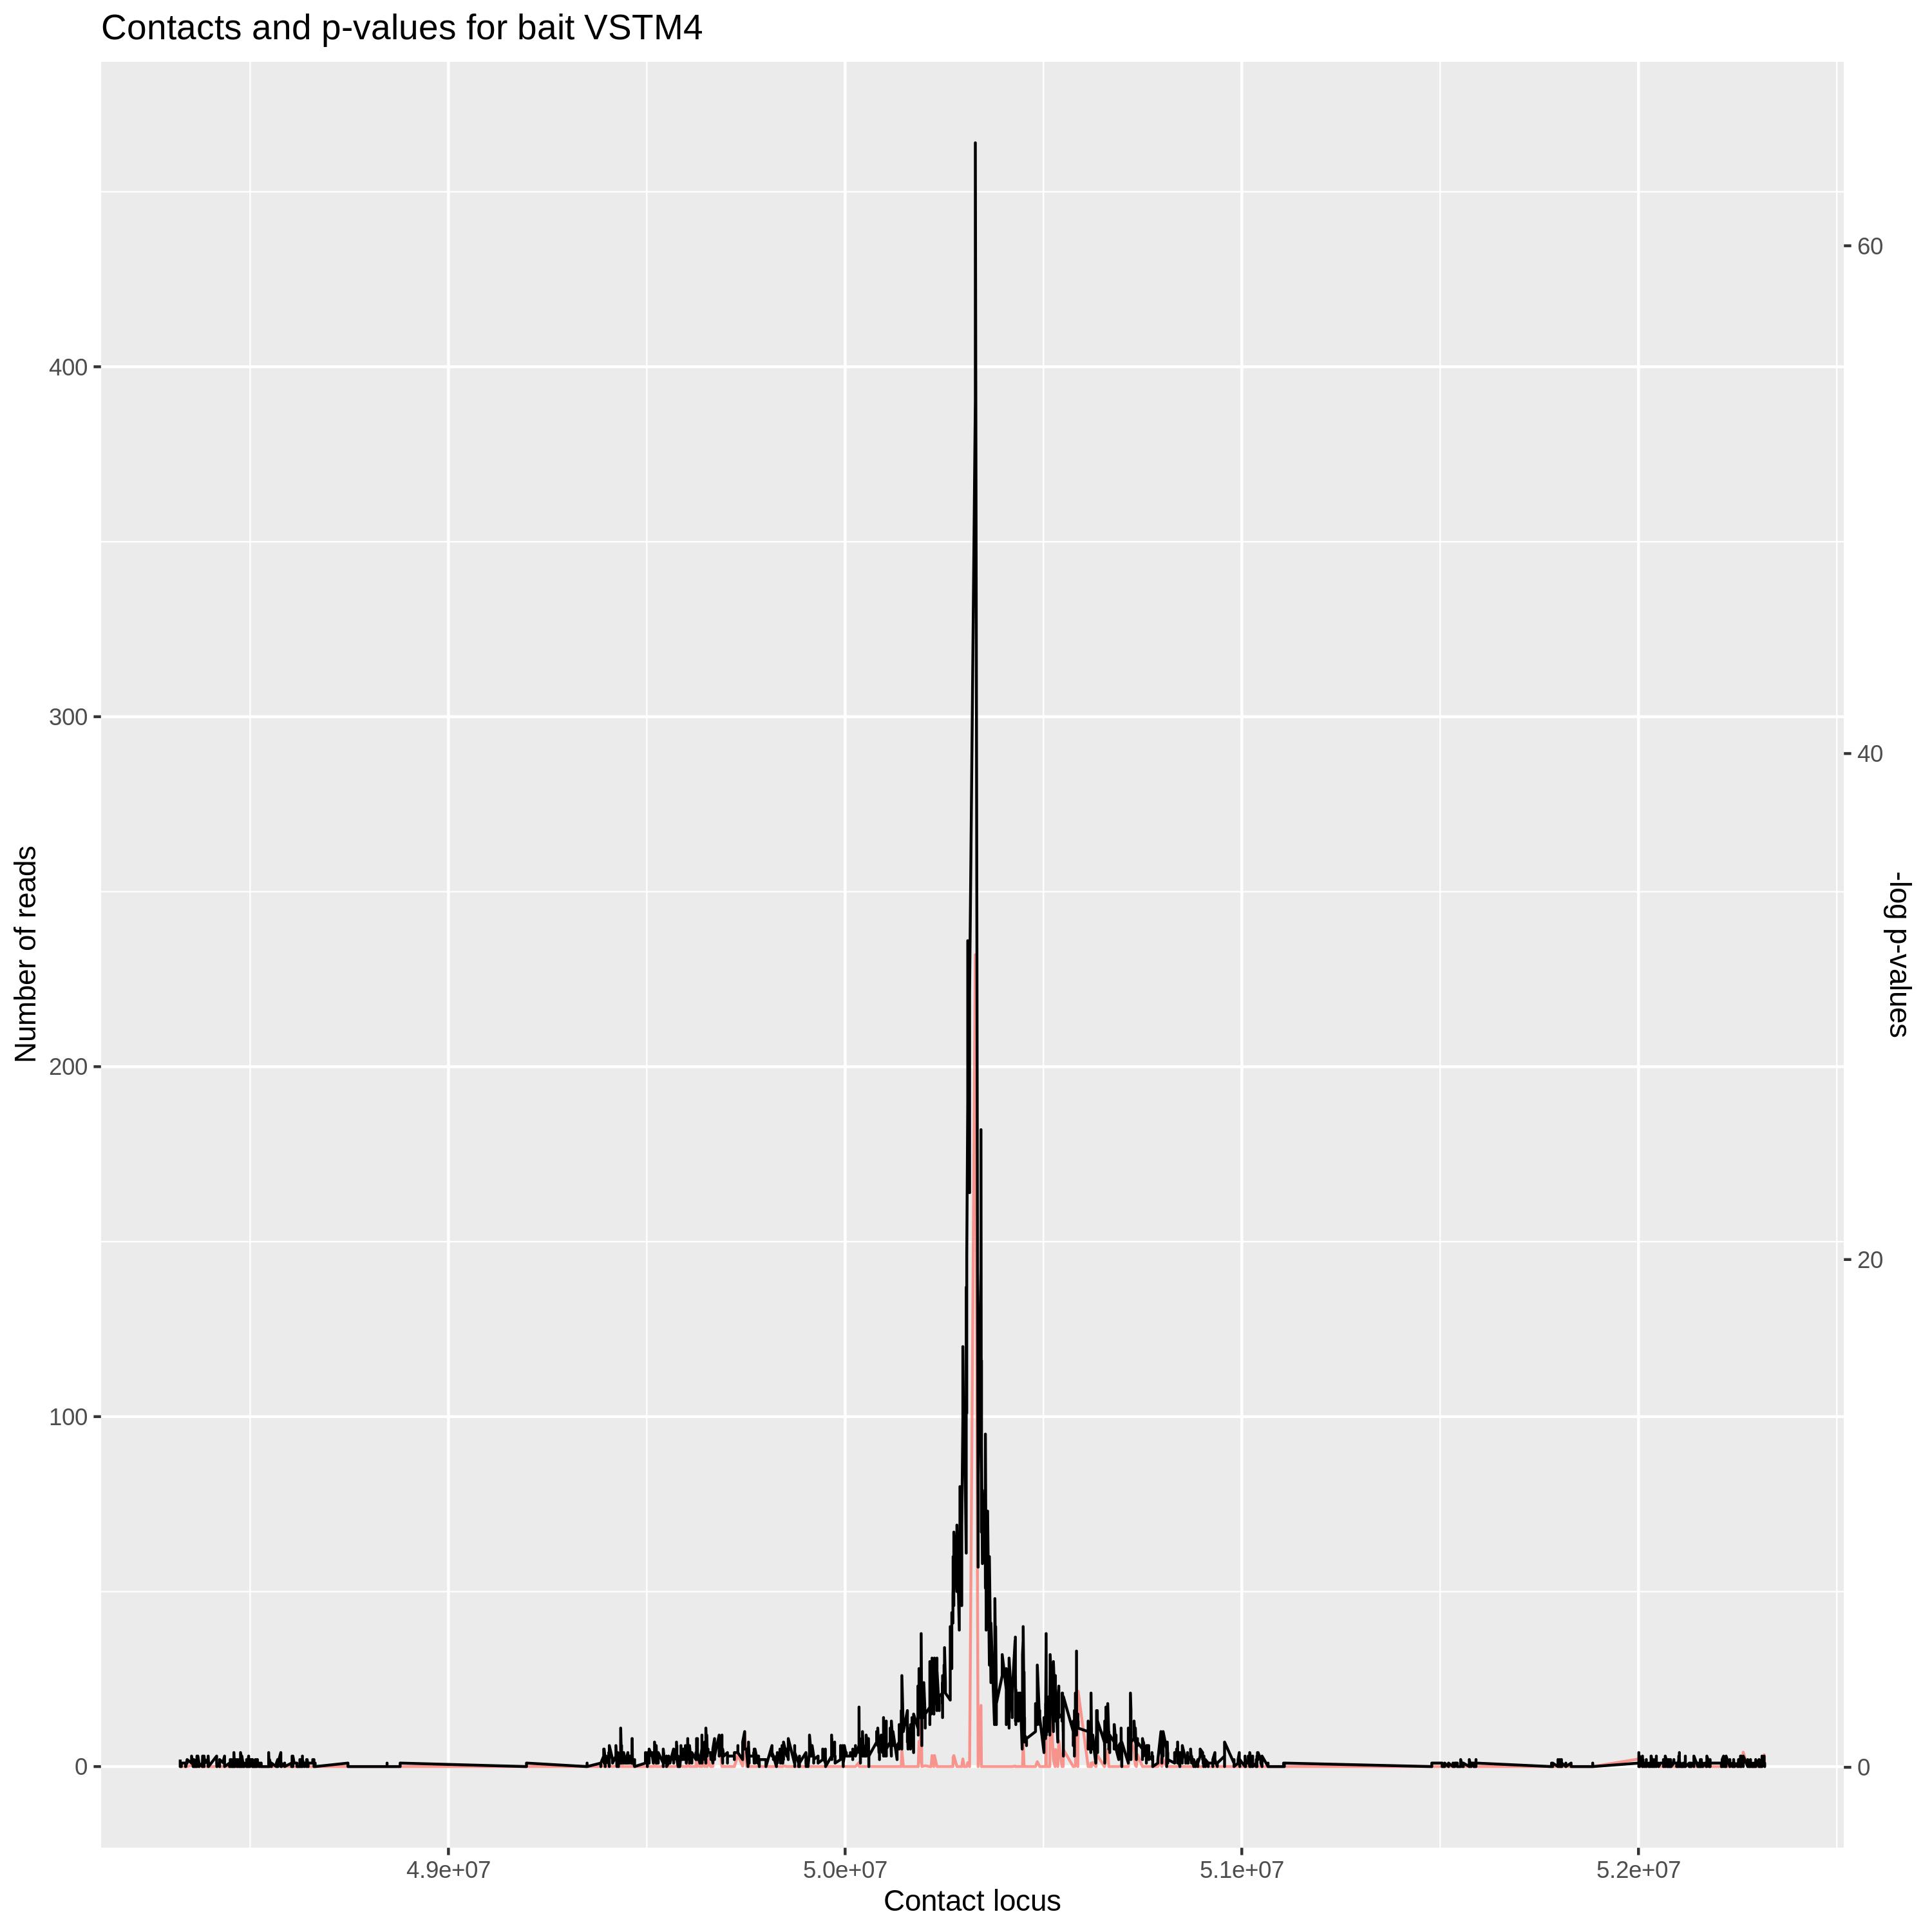 Contacts and p-values for bait VSTM4
Number of reads
400
300
200
100
0
60
40
20
0
-log p-values
4.9e+07 5.0e+07 5.1e+07 5.2e+07
Contact locus